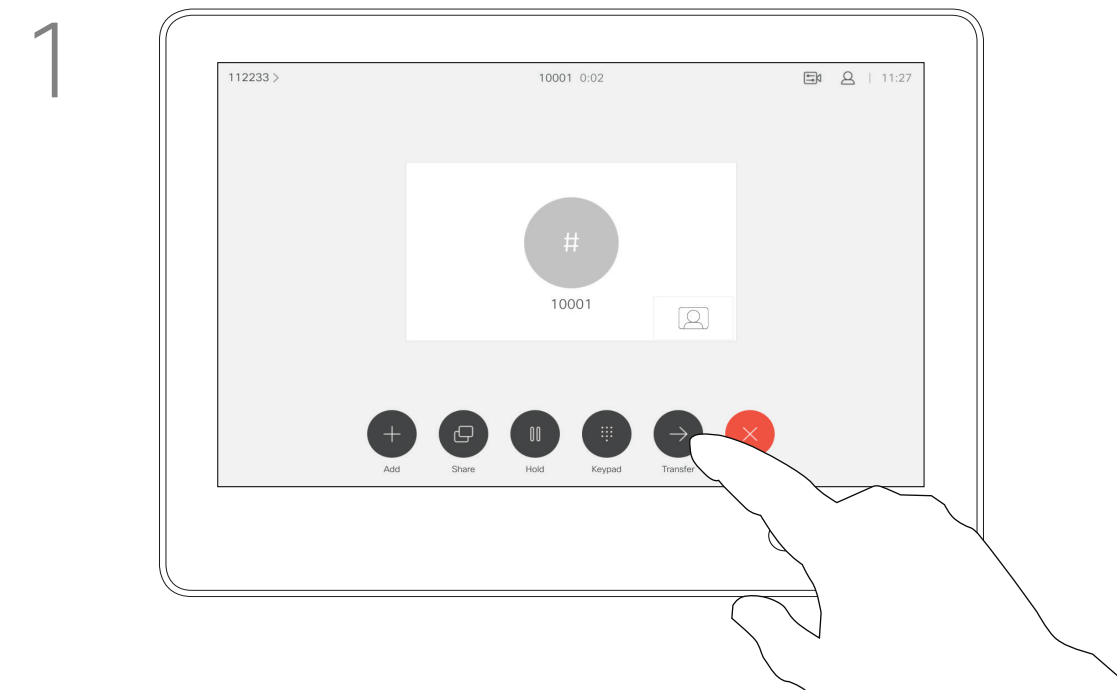 1
112233 >
10001 0:02
11:27
#
10001
Add
Share
Hold
Keypad
Transfer